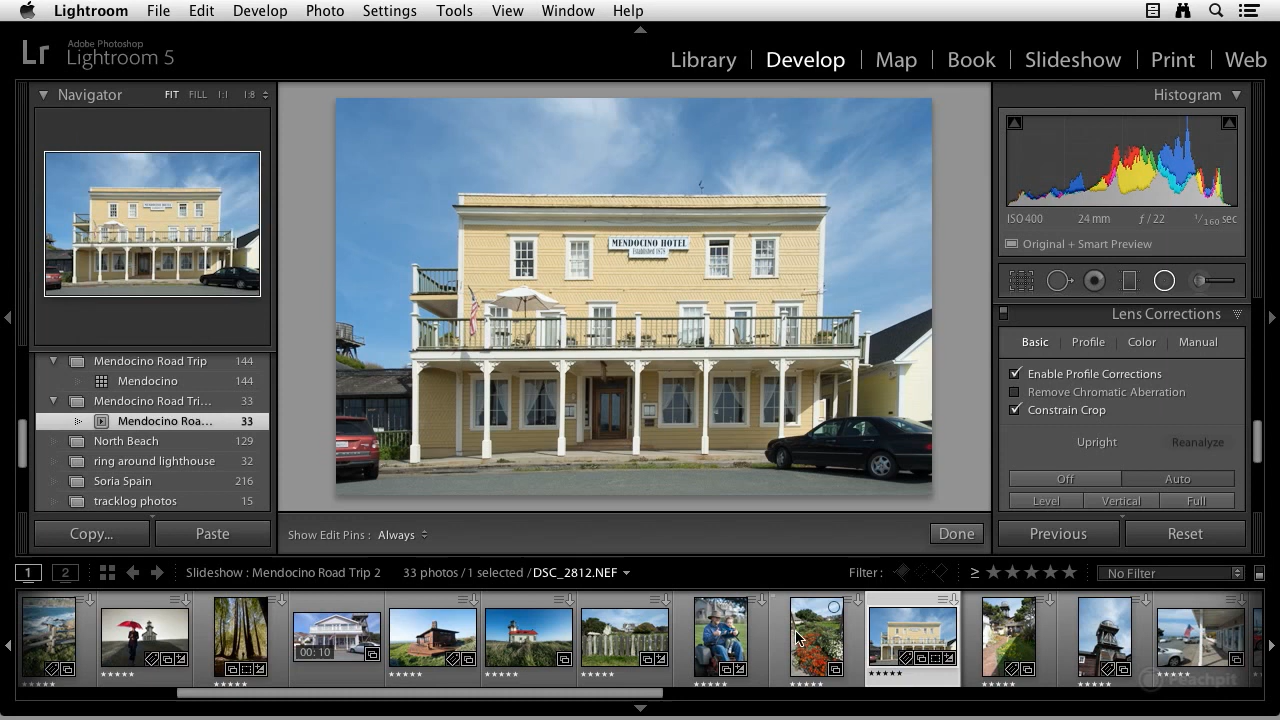 Lightroom File Edit Develop Photo Settings Tools View Window Help
Lr Adobe Photoshop
Lightroom 5
Library Develop Map Book Slideshow Print Web
Navigator FIT FILL 1:1 1:8
Histogram
MENDOCINO HOTEL
Established 1878
ISO 400 24 mm ƒ / 22 1/160 sec
Original + Smart Preview
Lens Corrections
Basic Profile Color Manual
Enable Profile Corrections
Remove Chromatic Aberration
Constrain Crop
Upright Reanalyze
Off Auto
Level Vertical Full
Mendocino Road Trip 144
Mendocino 144
Mendocino Road Tri... 33
Mendocino Roa... 33
North Beach 129
ring around lighthouse 32
Soria Spain 216
tracklog photos 15
Copy... Paste
Show Edit Pins : Always Done
Previous Reset
1 2 Slideshow : Mendocino Road Trip 2 33 photos / 1 selected / DSC_2812.NEF Filter : ≥ ★★★★★ No Filter
00: 10
Peachpit